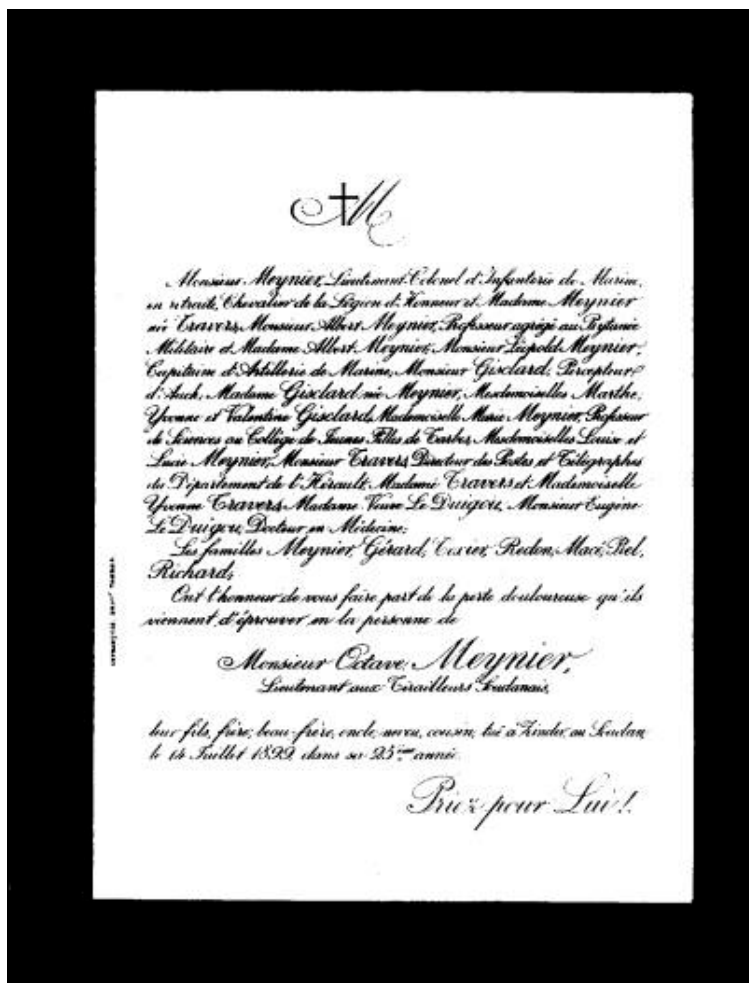 M
Monsieur Meynier, Lieutenant-Colonel d'Infanterie de Marine,
en retraite, Chevalier de la Légion d'Honneur et Madame Meynier
née Travers, Monsieur Albert Meynier, Professeur agrégé au Prytanée
Militaire et Madame Albert Meynier, Monsieur Léopold Meynier,
Capitaine d'Artillerie de Marine, Monsieur Gisclard, Percepteur
d'Auch, Madame Gisclard née Meynier, Mesdemoiselles Marthe,
Yvonne et Valentine Gisclard, Mademoiselle Marie Meynier, Professeur
de Sciences au Collège de Jeunes Filles de Tarbes, Mesdemoiselles Louise et
Lucie Meynier, Monsieur Travers, Directeur des Postes et Télégraphes
du Département de l'Hérault, Madame Travers et Mademoiselle
Yvonne Travers, Madame Veuve Le Duigou, Monsieur Eugène
Le Duigou, Docteur en Médecine;
Les familles Meynier, Gérard, Texier, Redon, Macé, Bel,
Richard;
Ont l'honneur de vous faire part de la perte douloureuse qu'ils
viennent d'éprouver en la personne de
Monsieur Octave Meynier,
Lieutenant aux Tirailleurs Soudanais,
leur fils, frère, beau-frère, oncle, neveu, cousin, tué à Zinder, au Soudan,
le 14 Juillet 1899, dans sa 25ème année.
Priez pour Lui!